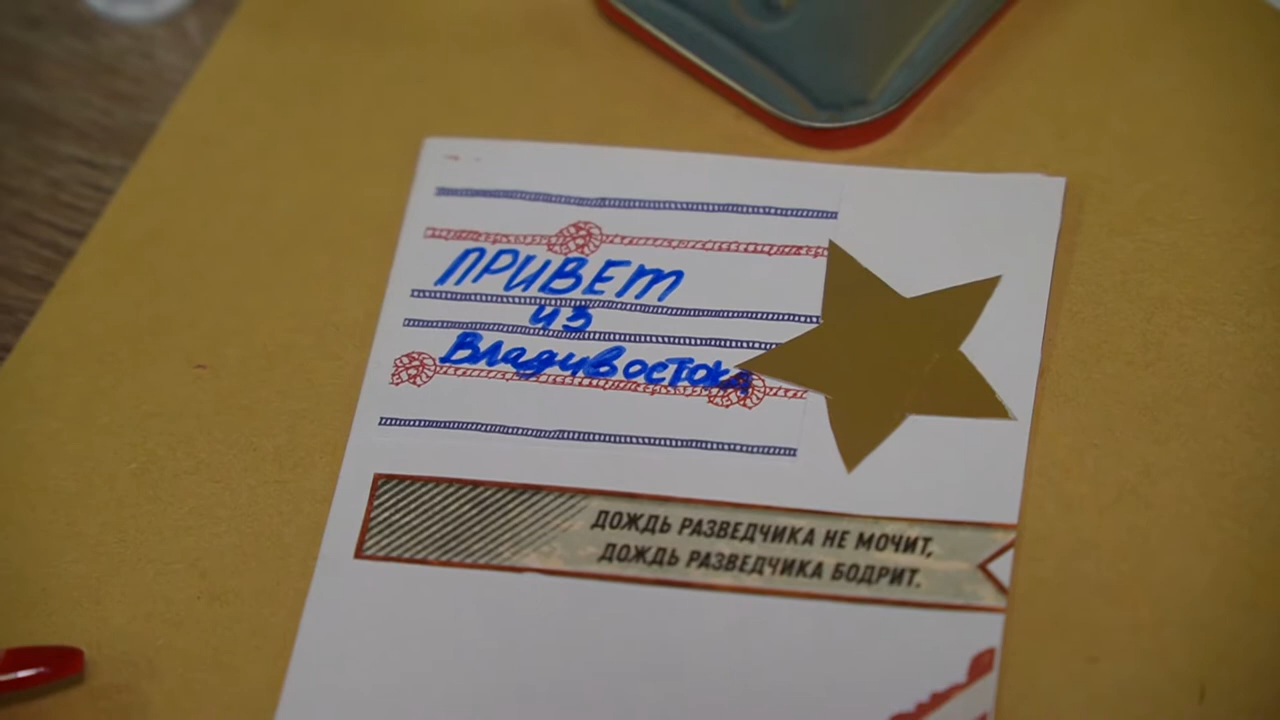 ПРИВЕТ
из
Владивостока
ДОЖДЬ РАЗВЕДЧИКА НЕ МОЧИТ,
ДОЖДЬ РАЗВЕДЧИКА БОДРИТ.